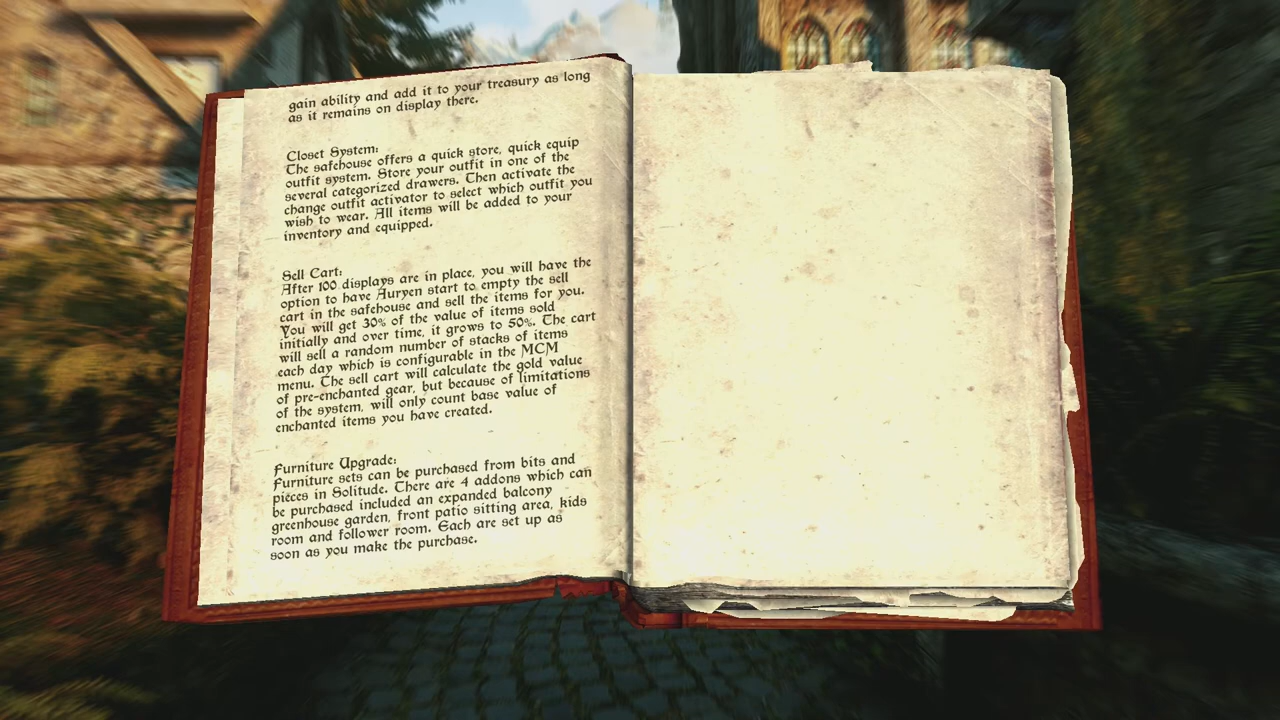 gain ability and add it to your treasury as long
as it remains on display there.
Closet System:
The safehouse offers a quick store, quick equip
outfit system. Store your outfit in one of the
several categorized drawers. Then activate the
change outfit activator to select which outfit you
wish to wear. All items will be added to your
inventory and equipped.
Sell Cart:
After 100 displays are in place, you will have the
option to have Auryen start to empty the sell
cart in the safehouse and sell the items for you.
You will get 30% of the value of items sold
initially and over time, it grows to 50%. The cart
will sell a random number of stacks of items
each day which is configurable in the MCM
menu. The sell cart will calculate the gold value
of pre-enchanted gear, but because of limitations
of the system, will only count base value of
enchanted items you have created.
Furniture Upgrade:
Furniture sets can be purchased from bits and
pieces in Solitude. There are 4 addons which can
be purchased included an expanded balcony
greenhouse garden, front patio sitting area, kids
room and follower room. Each are set up as
soon as you make the purchase.